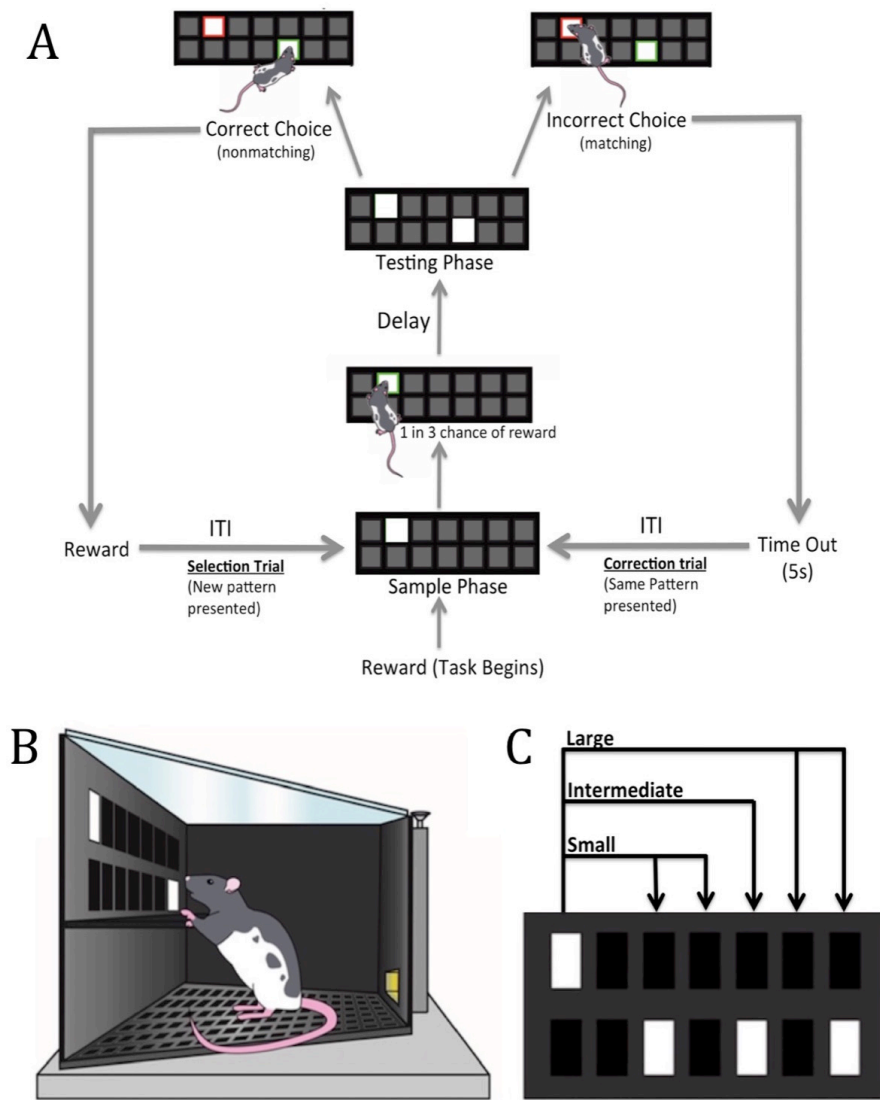 A
Correct Choice
(nonmatching)
Incorrect Choice
(matching)
Testing Phase
Delay
1 in 3 chance of reward
Reward
ITI
Selection Trial
(New pattern
presented)
Sample Phase
ITI
Correction trial
(Same Pattern
presented)
Time Out
(5s)
Reward (Task Begins)
B
C
Large
Intermediate
Small